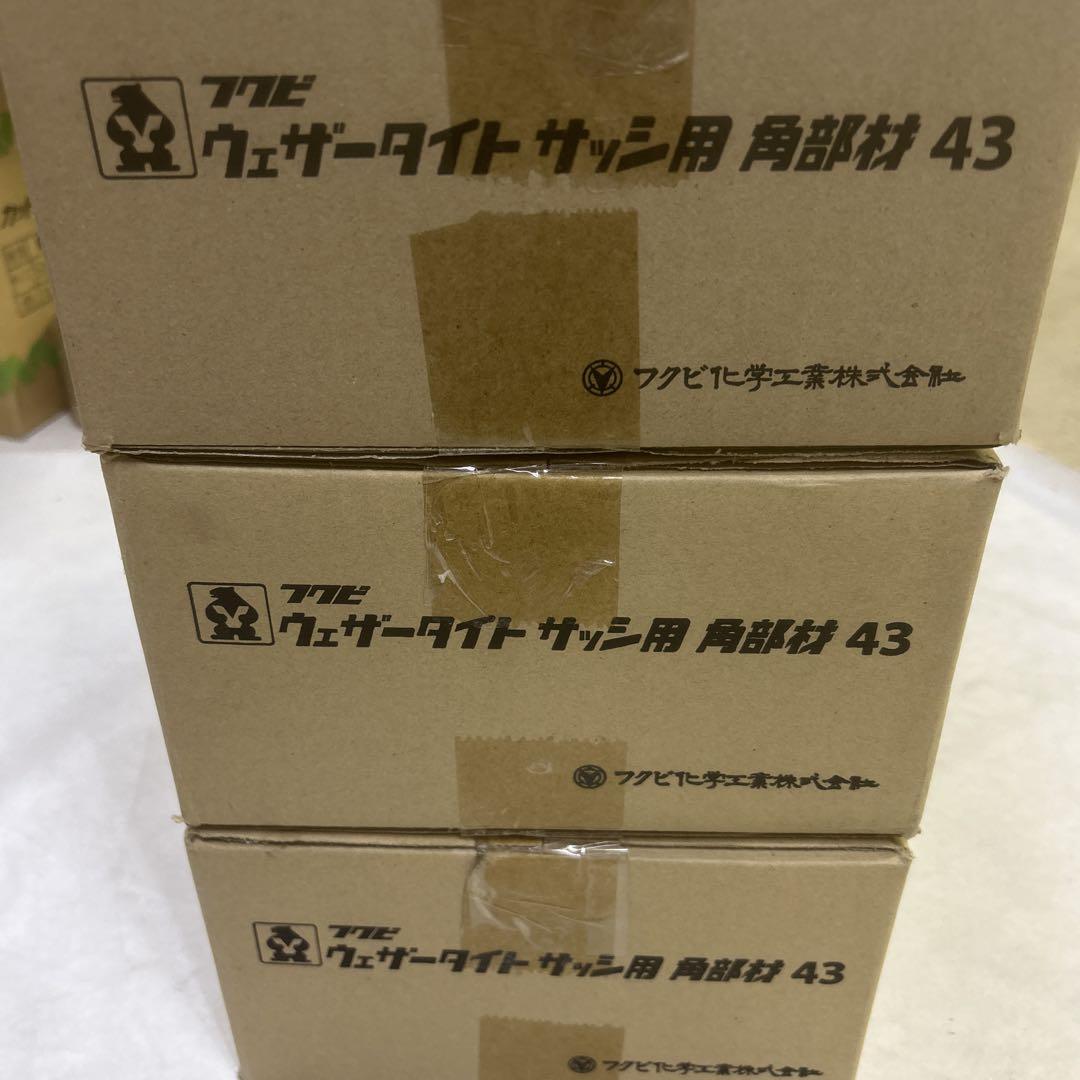 フクビ
ウェザータイト サッシ用 角部材 43
フクビ化学工業株式会社
フクビ
ウェザータイト サッシ用 角部材 43
フクビ化学工業株式会社
フクビ
ウェザータイト サッシ用 角部材 43
フクビ化学工業株式会社